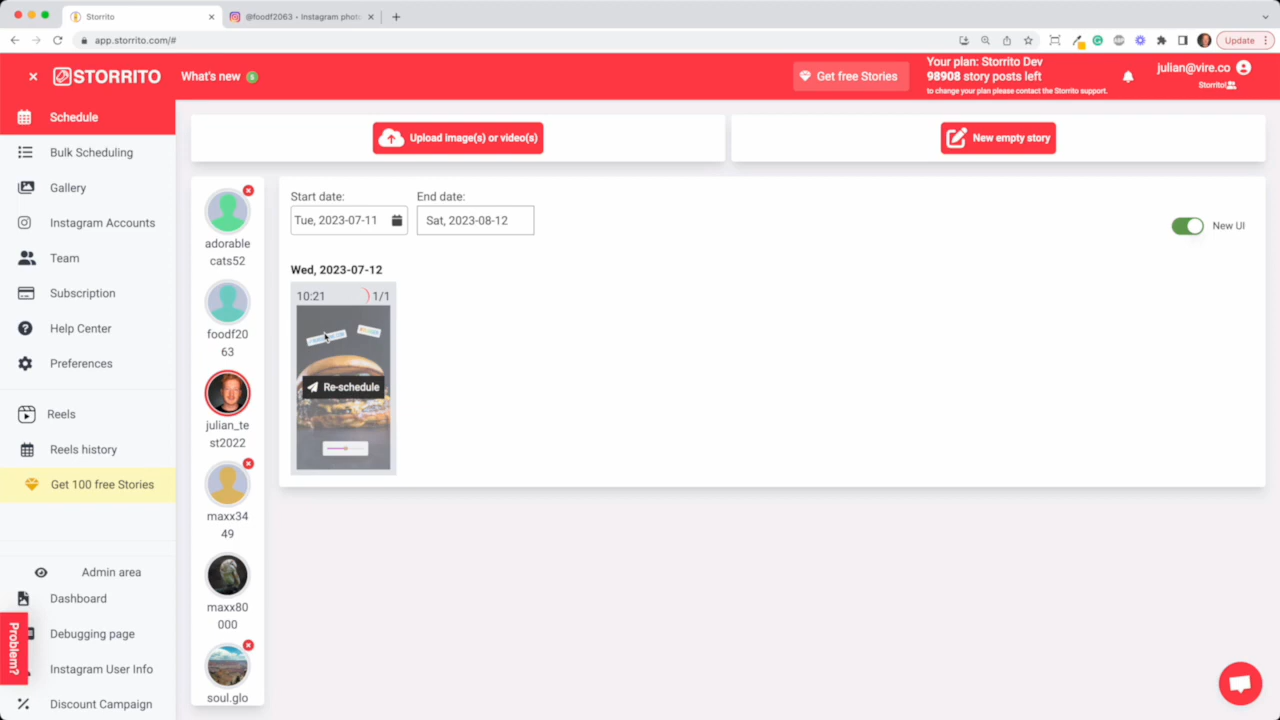 Storrito
@foodf2063 • Instagram phot
app.storrito.com/#
Update
STORRITO
What's new
Get free Stories
Your plan: Storrito Dev
98908 story posts left
to change your plan please contact the Storrito support.
julian@vire.co
Storrito
Schedule
Bulk Scheduling
Gallery
Instagram Accounts
Team
Subscription
Help Center
Preferences
Reels
Reels history
Get 100 free Stories
Admin area
Dashboard
Debugging page
Instagram User Info
Discount Campaign
Problem?
Upload image(s) or video(s)
New empty story
adorable
cats52
foodf20
63
julian_te
st2022
maxx34
49
maxx80
000
soul.glo
Start date:
End date:
Tue, 2023-07-11
Sat, 2023-08-12
New UI
Wed, 2023-07-12
10:21
1/1
Re-schedule